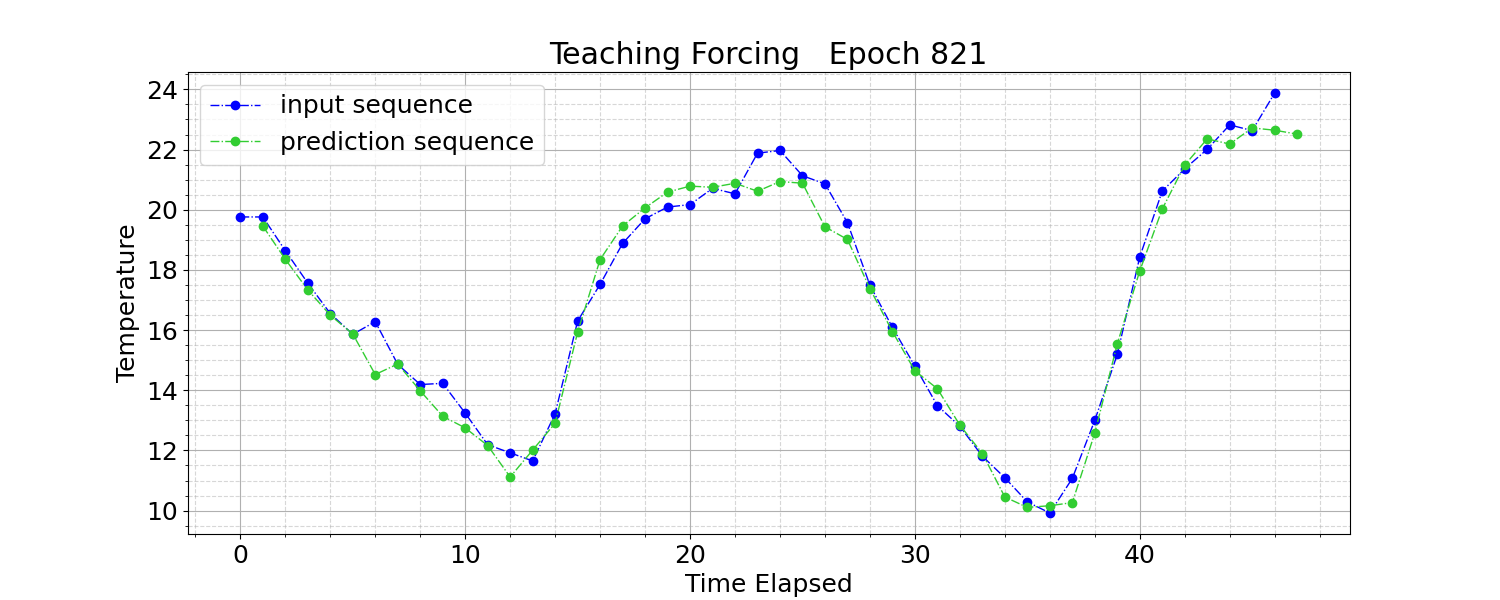 Teaching Forcing   Epoch 821
input sequence
prediction sequence
Temperature
24
22
20
18
16
14
12
10
0 10 20 30 40
Time Elapsed